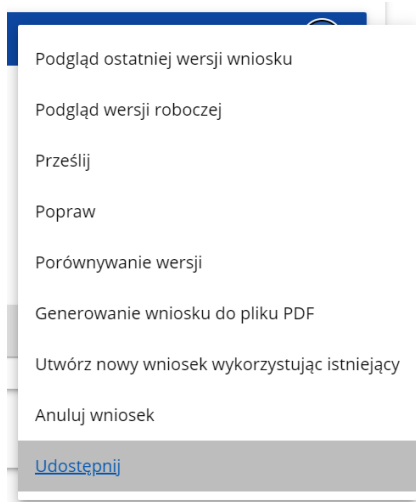 Podgląd ostatniej wersji wniosku
Podgląd wersji roboczej
Prześlij
Popraw
Porównywanie wersji
Generowanie wniosku do pliku PDF
Utwórz nowy wniosek wykorzystując istniejący
Anuluj wniosek
Udostępnij